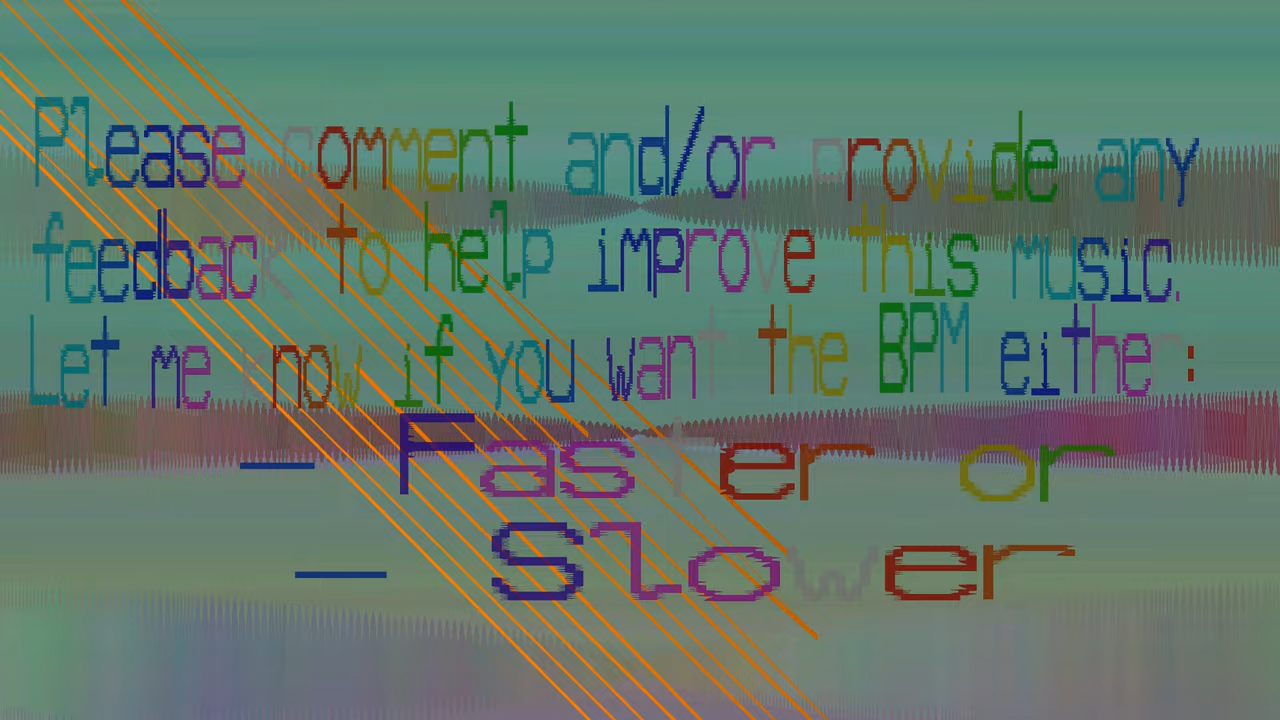 Please comment and/or provide any
feedback to help improve this music.
Let me know if you want the BPM either:
— Faster or
— Slower